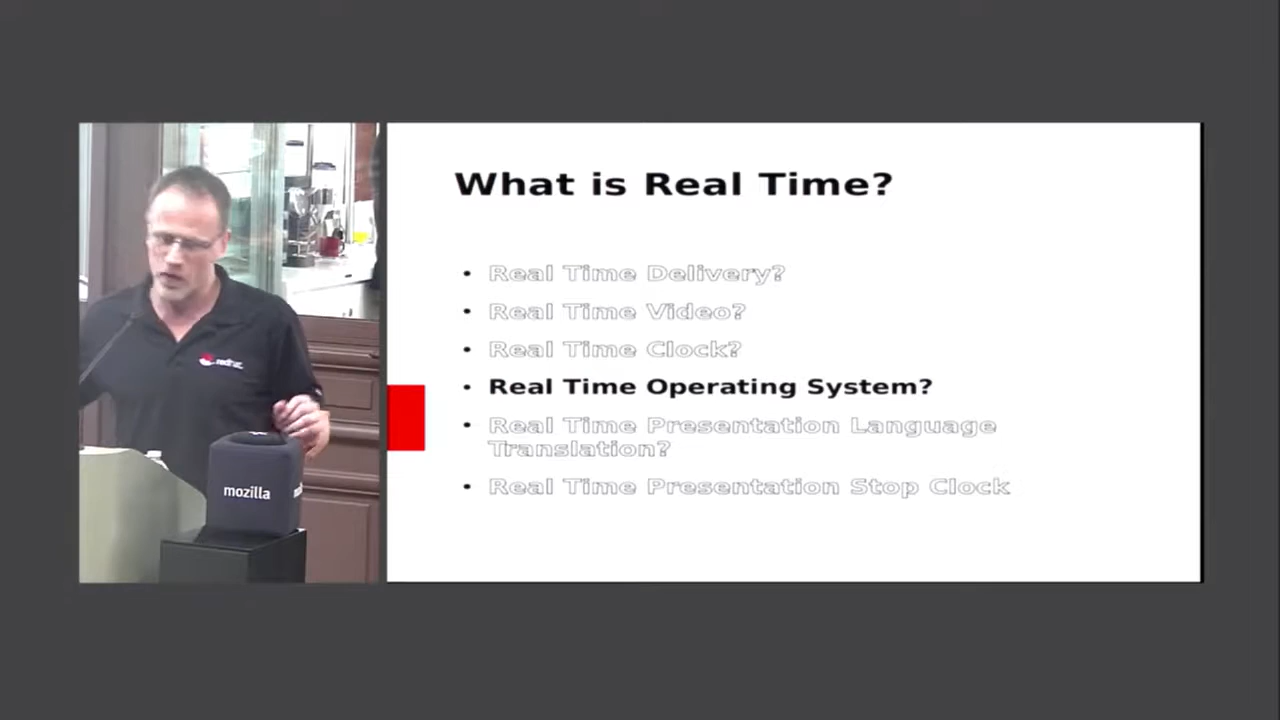 What is Real Time?
• Real Time Delivery?
• Real Time Video?
• Real Time Clock?
• Real Time Operating System?
• Real Time Presentation Language
Translation?
• Real Time Presentation Stop Clock
redhat.
mozilla